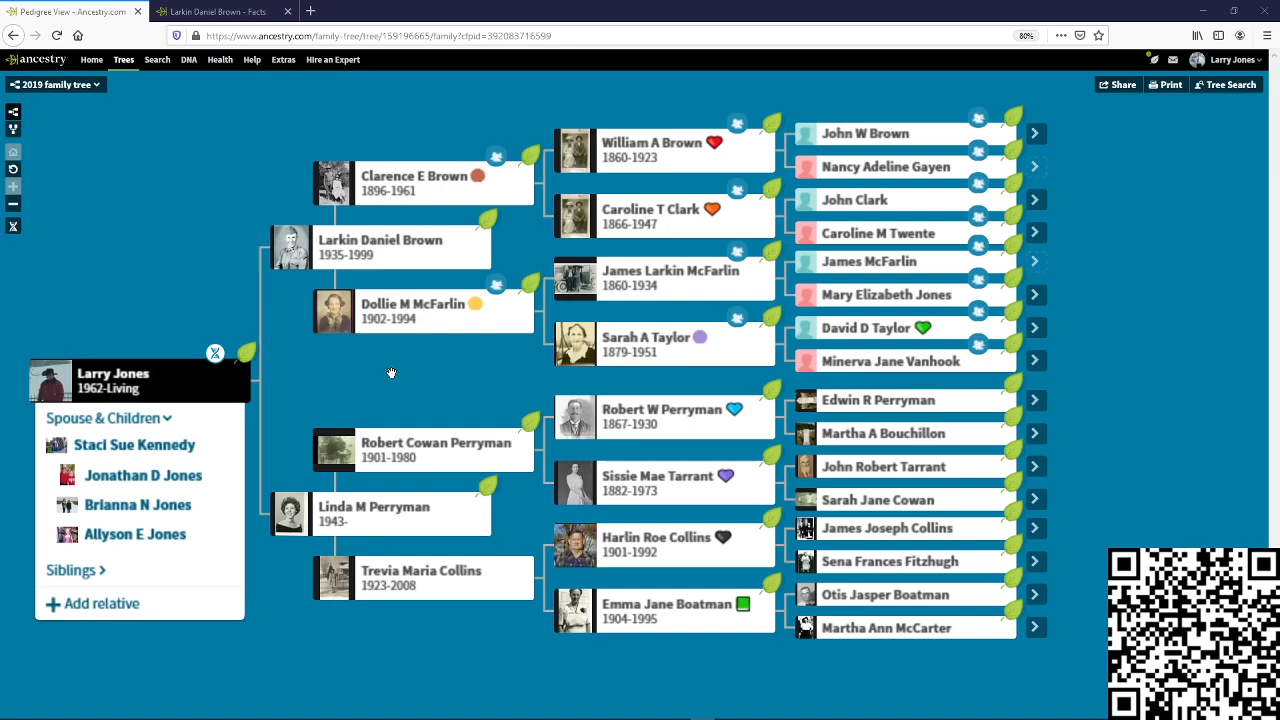 Pedigree View - Ancestry.com
Larkin Daniel Brown - Facts
https://www.ancestry.com/family-tree/tree/159196665/family?cfpid=392083716599
80%
ancestry
Home
Trees
Search
DNA
Health
Help
Extras
Hire an Expert
Larry Jones
2019 family tree
Share
Print
Tree Search
Larry Jones
1962-Living
Spouse & Children
Staci Sue Kennedy
Jonathan D Jones
Brianna N Jones
Allyson E Jones
Siblings
Add relative
Clarence E Brown
1896-1961
Larkin Daniel Brown
1935-1999
Dollie M McFarlin
1902-1994
Robert Cowan Perryman
1901-1980
Linda M Perryman
1943-
Trevia Maria Collins
1923-2008
William A Brown
1860-1923
Caroline T Clark
1866-1947
James Larkin McFarlin
1860-1934
Sarah A Taylor
1879-1951
Robert W Perryman
1867-1930
Sissie Mae Tarrant
1882-1973
Harlin Roe Collins
1901-1992
Emma Jane Boatman
1904-1995
John W Brown
Nancy Adeline Gayen
John Clark
Caroline M Twente
James McFarlin
Mary Elizabeth Jones
David D Taylor
Minerva Jane Vanhook
Edwin R Perryman
Martha A Bouchillon
John Robert Tarrant
Sarah Jane Cowan
James Joseph Collins
Sena Frances Fitzhugh
Otis Jasper Boatman
Martha Ann McCarter